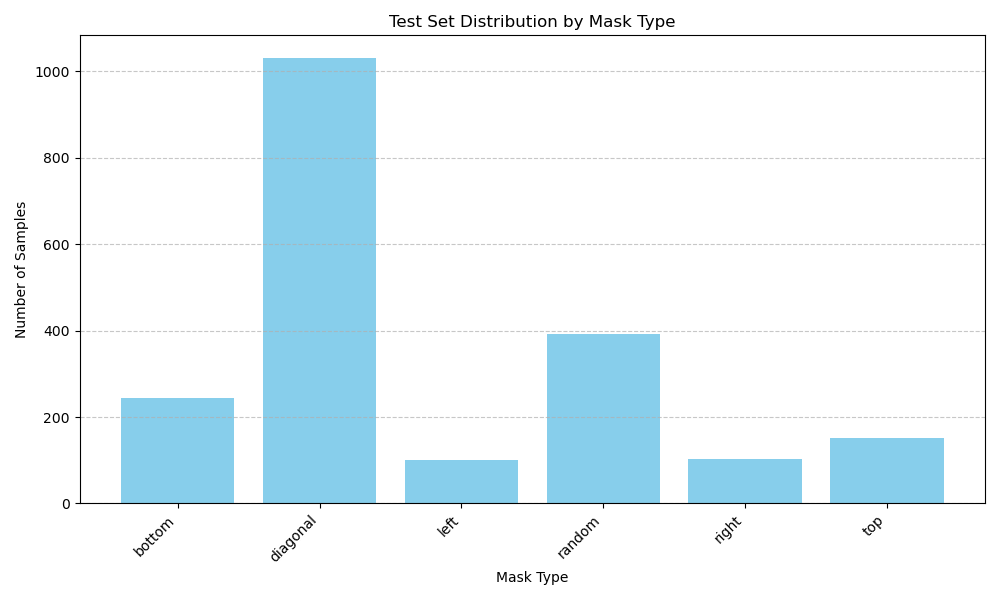 Test Set Distribution by Mask Type
Number of Samples
1000
800
600
400
200
0
bottom
diagonal
left
random
right
top
Mask Type